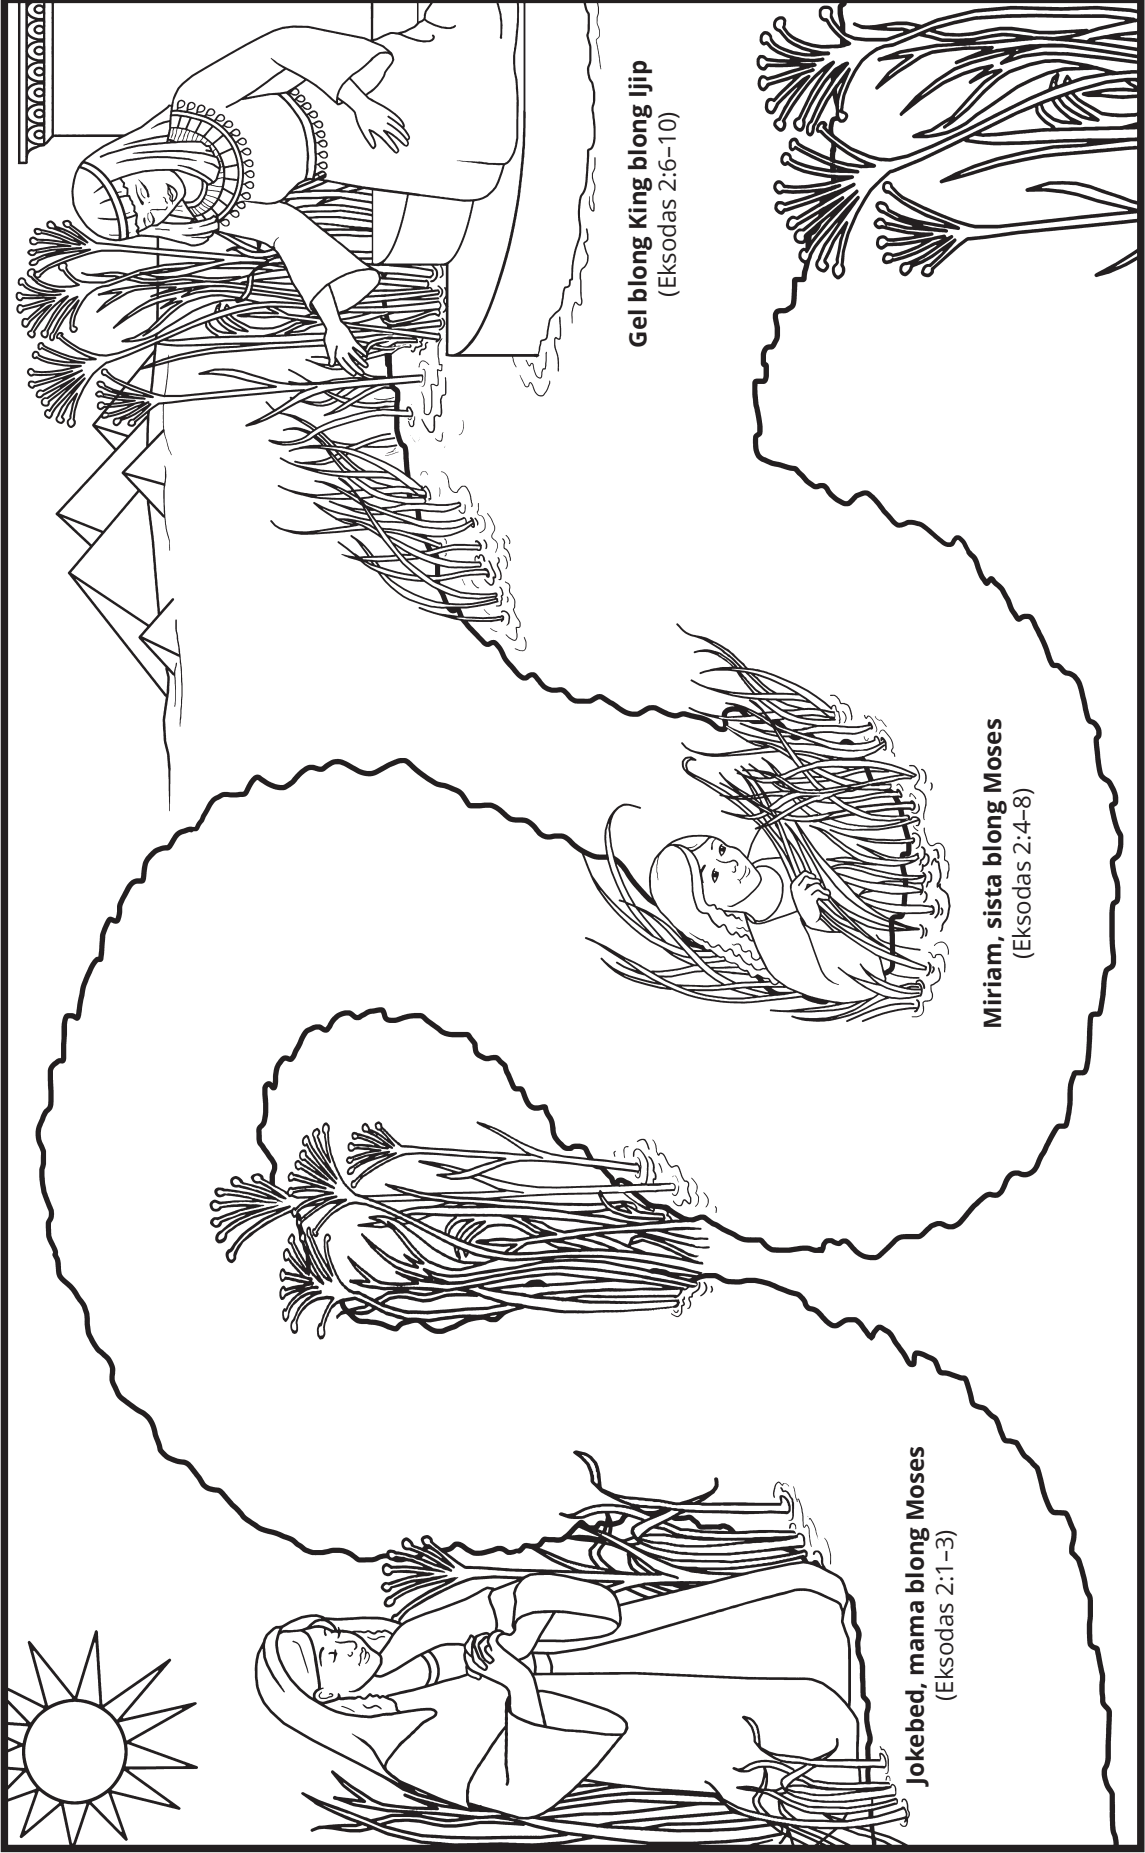 Jokebed, mama blong Moses
(Eksodas 2:1–3)
Miriam, sista blong Moses
(Eksodas 2:4–8)
Gel blong King blong Ijip
(Eksodas 2:6–10)